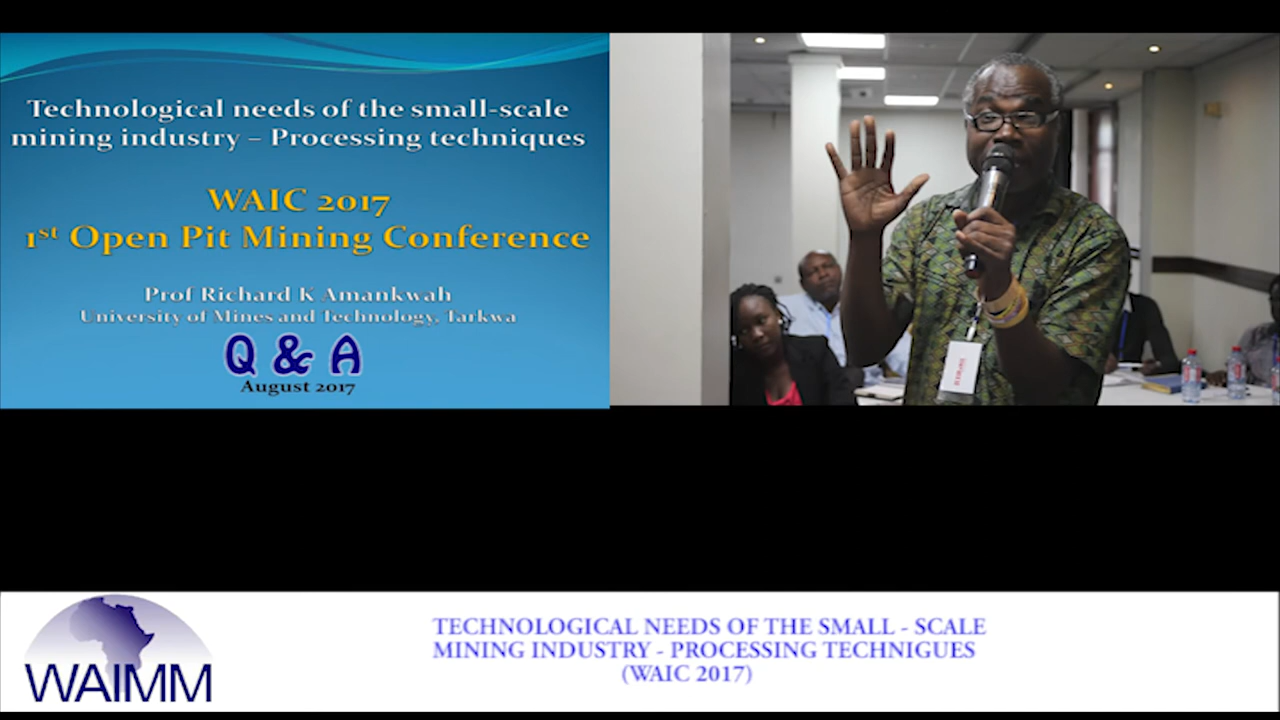 Technological needs of the small-scale
mining industry – Processing techniques
WAIC 2017
1st Open Pit Mining Conference
Prof Richard K Amankwah
University of Mines and Technology, Tarkwa
Q & A
August 2017
WAIMM
TECHNOLOGICAL NEEDS OF THE SMALL - SCALE
MINING INDUSTRY - PROCESSING TECHNIGUES
(WAIC 2017)